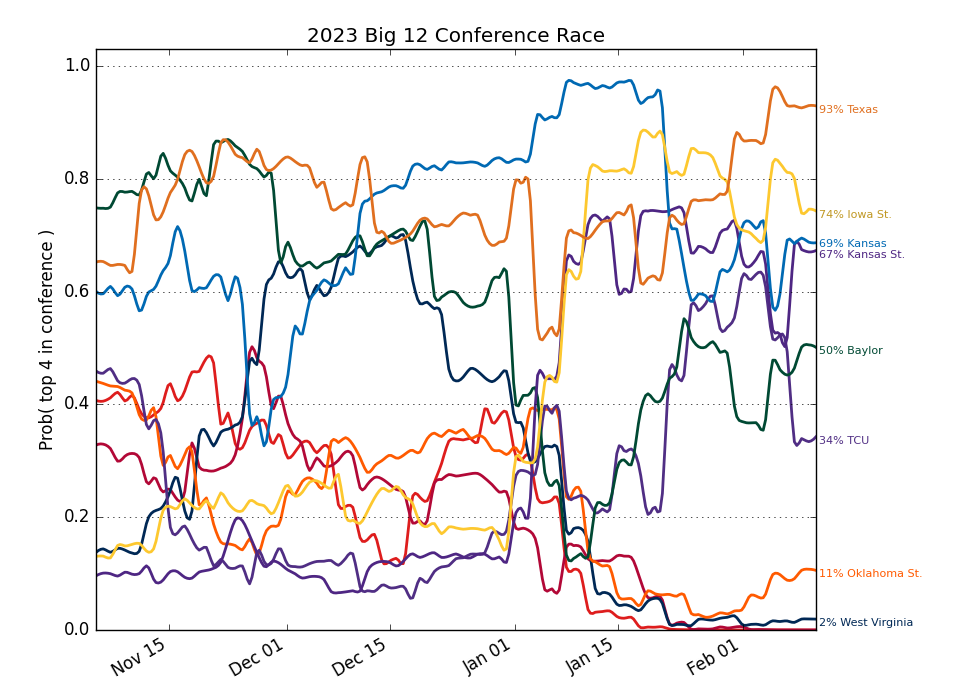 2023 Big 12 Conference Race
Prob( top 4 in conference )
1.0
0.8
0.6
0.4
0.2
0.0
Nov 15
Dec 01
Dec 15
Jan 01
Jan 15
Feb 01
93% Texas
74% Iowa St.
69% Kansas
67% Kansas St.
50% Baylor
34% TCU
11% Oklahoma St.
2% West Virginia